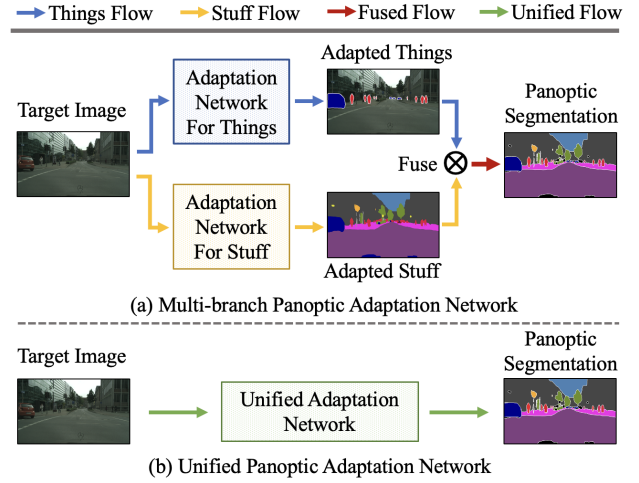 Things Flow Stuff Flow Fused Flow Unified Flow
Adapted Things
Target Image
Adaptation
Network
For Things
Panoptic
Segmentation
Fuse
Adaptation
Network
For Stuff
Adapted Stuff
(a) Multi-branch Panoptic Adaptation Network
Target Image
Panoptic
Segmentation
Unified Adaptation
Network
(b) Unified Panoptic Adaptation Network